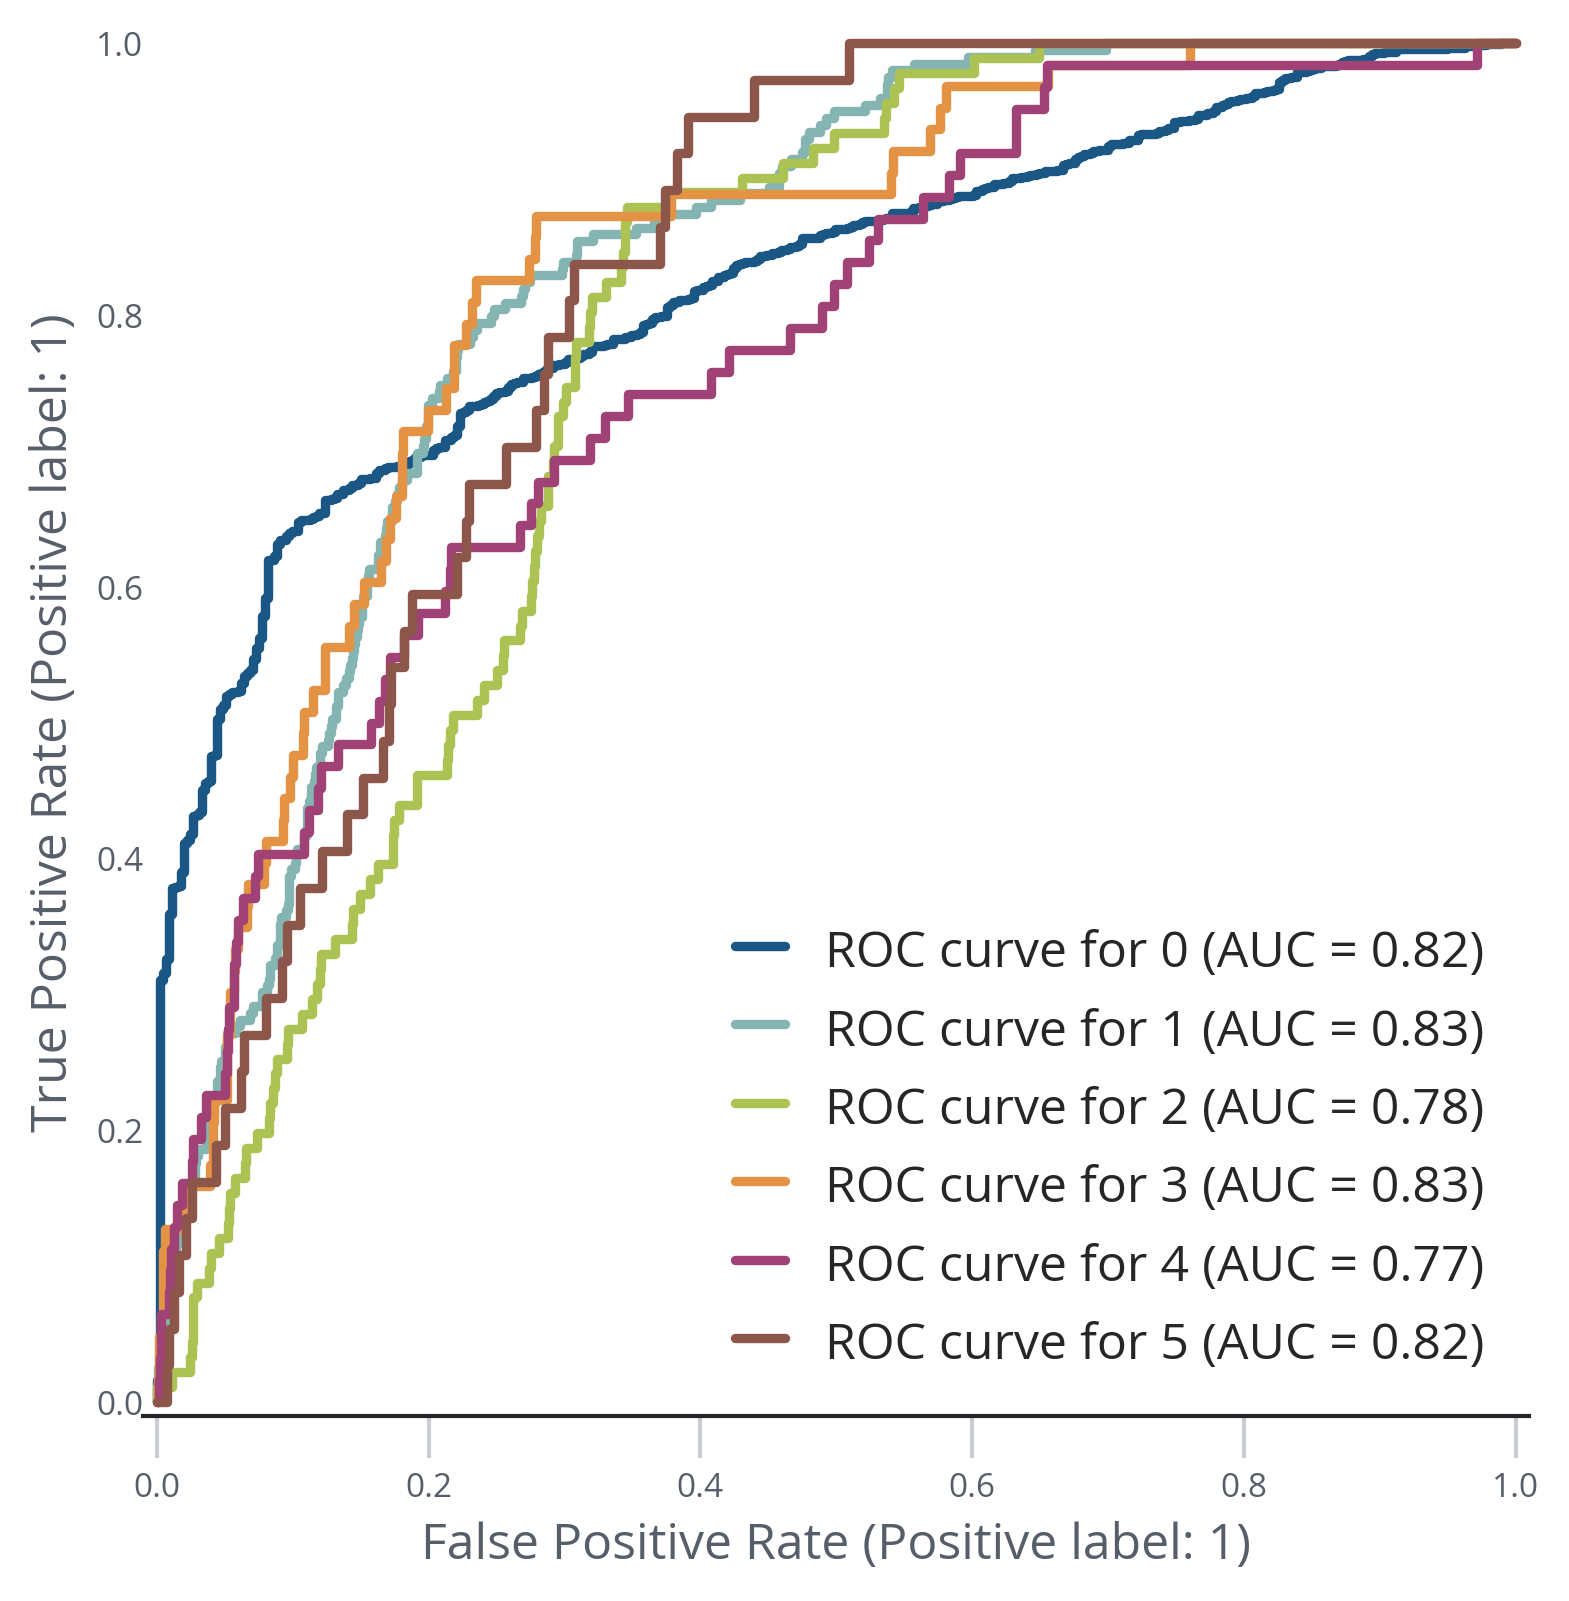 1.0
0.8
0.6
0.4
0.2
0.0
True Positive Rate (Positive label: 1)
ROC curve for 0 (AUC = 0.82)
ROC curve for 1 (AUC = 0.83)
ROC curve for 2 (AUC = 0.78)
ROC curve for 3 (AUC = 0.83)
ROC curve for 4 (AUC = 0.77)
ROC curve for 5 (AUC = 0.82)
0.0 0.2 0.4 0.6 0.8 1.0
False Positive Rate (Positive label: 1)